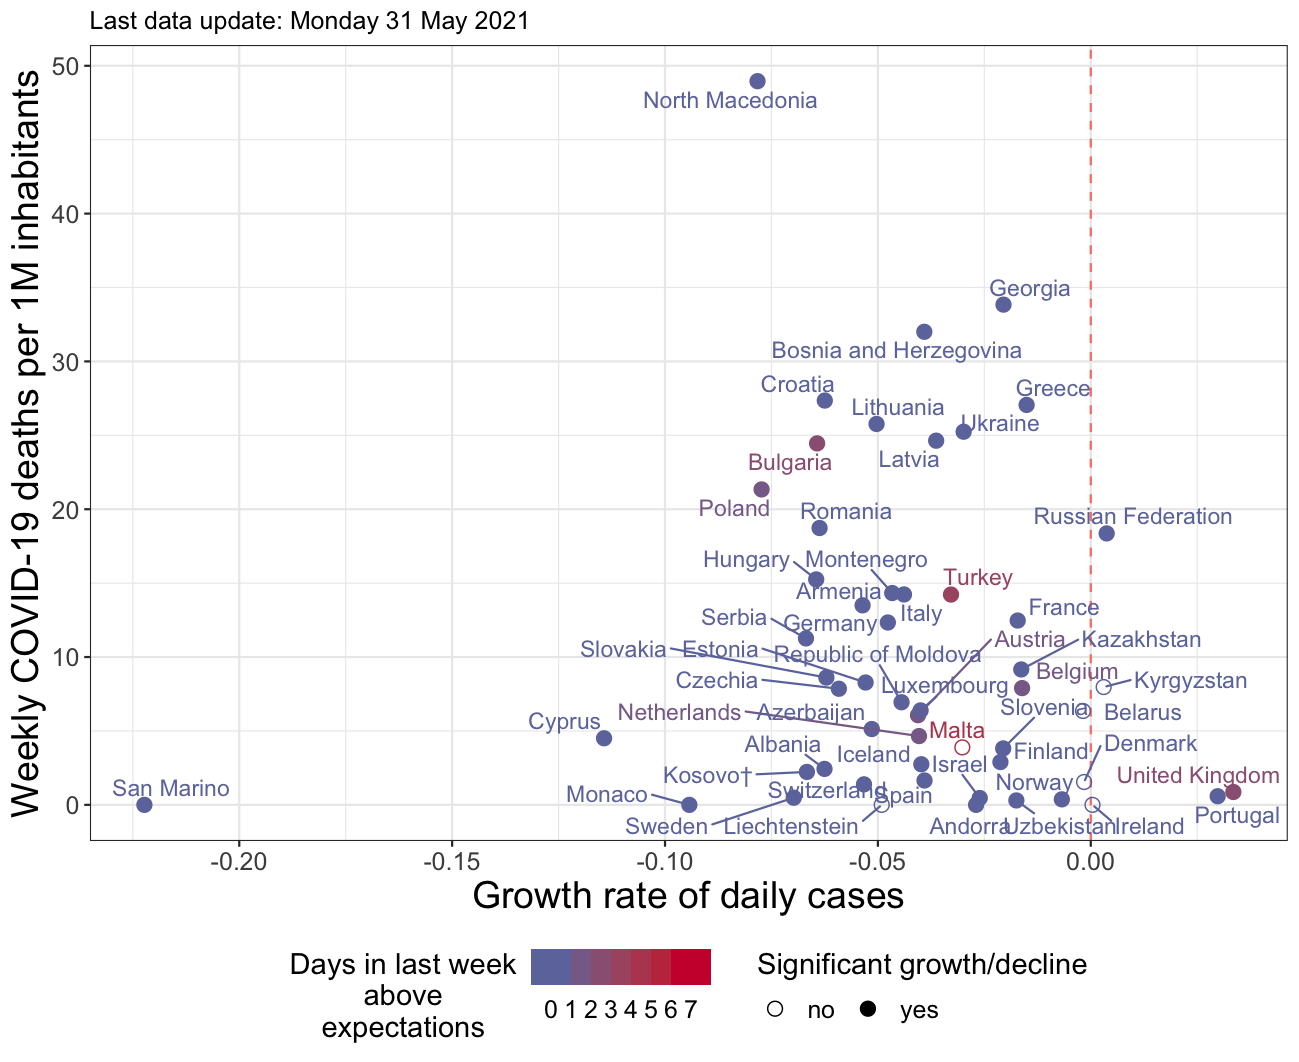 Last data update: Monday 31 May 2021
Weekly COVID-19 deaths per 1M inhabitants
50
40
30
20
10
0
North Macedonia
Georgia
Bosnia and Herzegovina
Croatia
Greece
Lithuania
Ukraine
Latvia
Bulgaria
Poland
Romania
Russian Federation
Hungary
Montenegro
Turkey
Armenia
Italy
France
Serbia
Germany
Slovakia
Estonia
Republic of Moldova
Austria
Kazakhstan
Czechia
Luxembourg
Belgium
Kyrgyzstan
Netherlands
Azerbaijan
Slovenia
Belarus
Cyprus
Malta
Albania
Iceland
Finland
Denmark
Kosovo†
Israel
United Kingdom
San Marino
Monaco
Switzerland
Spain
Norway
Portugal
Sweden
Liechtenstein
Andorra
Uzbekistan
Ireland
-0.20
-0.15
-0.10
-0.05
0.00
Growth rate of daily cases
Days in last week
above
expectations
0 1 2 3 4 5 6 7
Significant growth/decline
no
yes